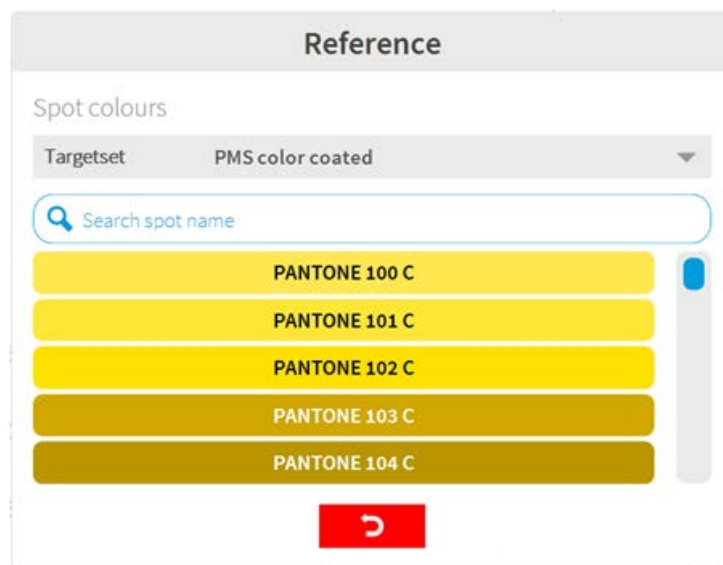 Reference
Spot colours
Targetset PMS color coated
Search spot name
PANTONE 100 C
PANTONE 101 C
PANTONE 102 C
PANTONE 103 C
PANTONE 104 C